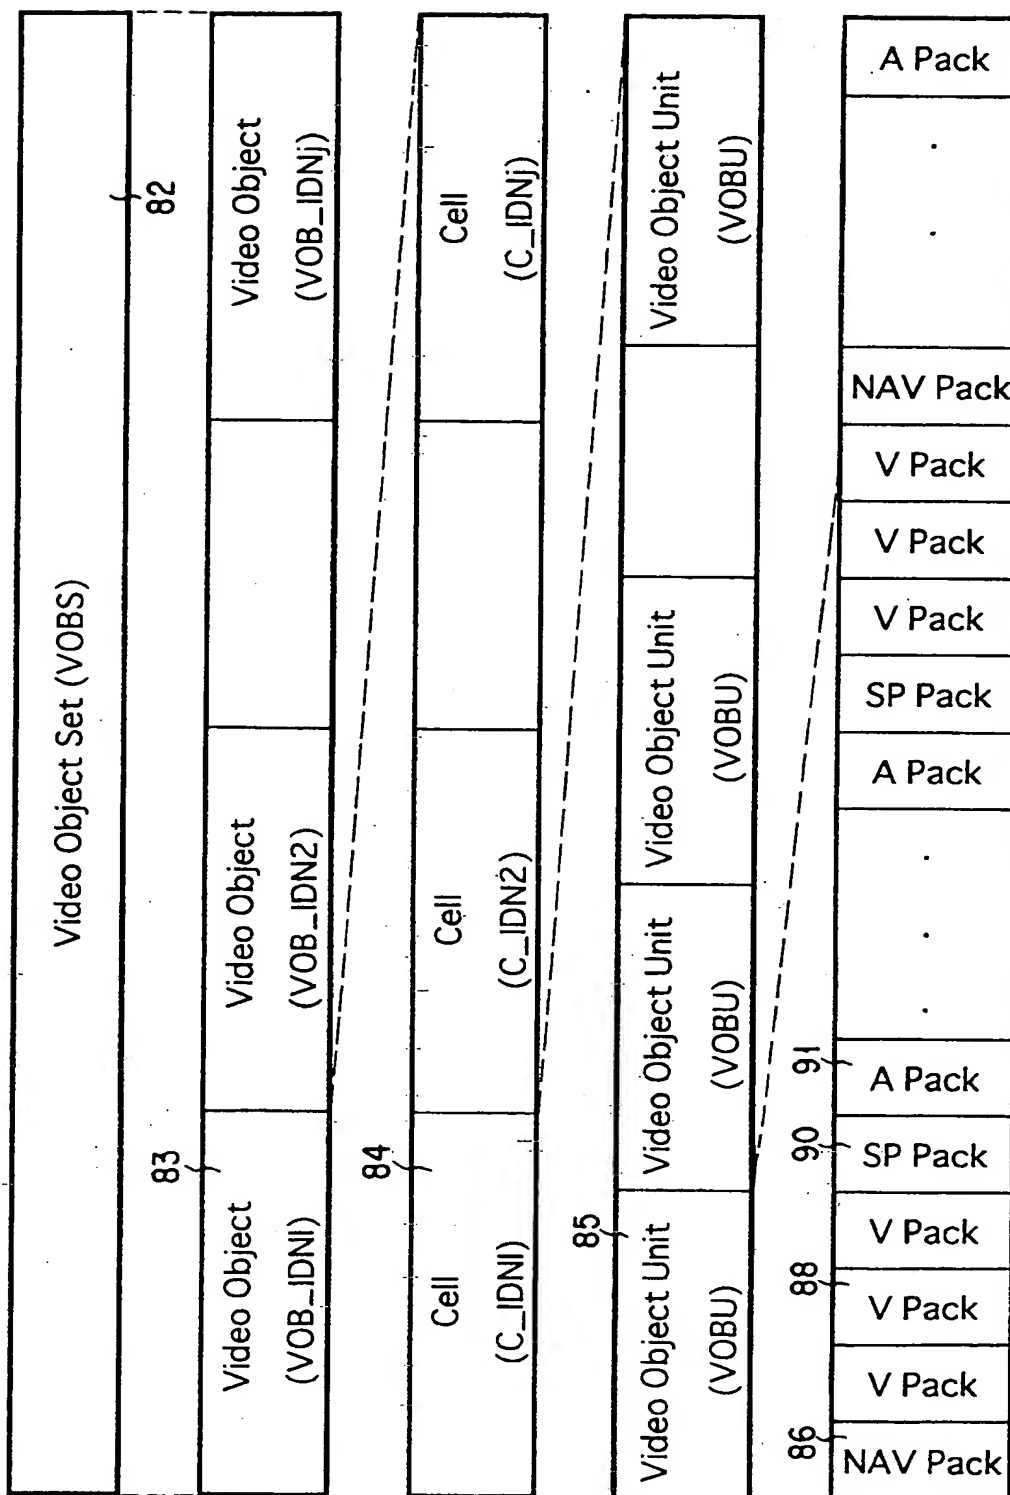 Video Object Set (VOBS)
82
83
Video Object
(VOB_IDN1)
Video Object
(VOB_IDN2)
Video Object
(VOB_IDNj)
84
Cell
(C_IDN1)
Cell
(C_IDN2)
Cell
(C_IDNj)
85
Video Object Unit
(VOBU)
Video Object Unit
(VOBU)
Video Object Unit
(VOBU)
Video Object Unit
(VOBU)
86
88
90
91
NAV Pack
V Pack
V Pack
V Pack
SP Pack
A Pack
A Pack
SP Pack
V Pack
V Pack
V Pack
NAV Pack
A Pack